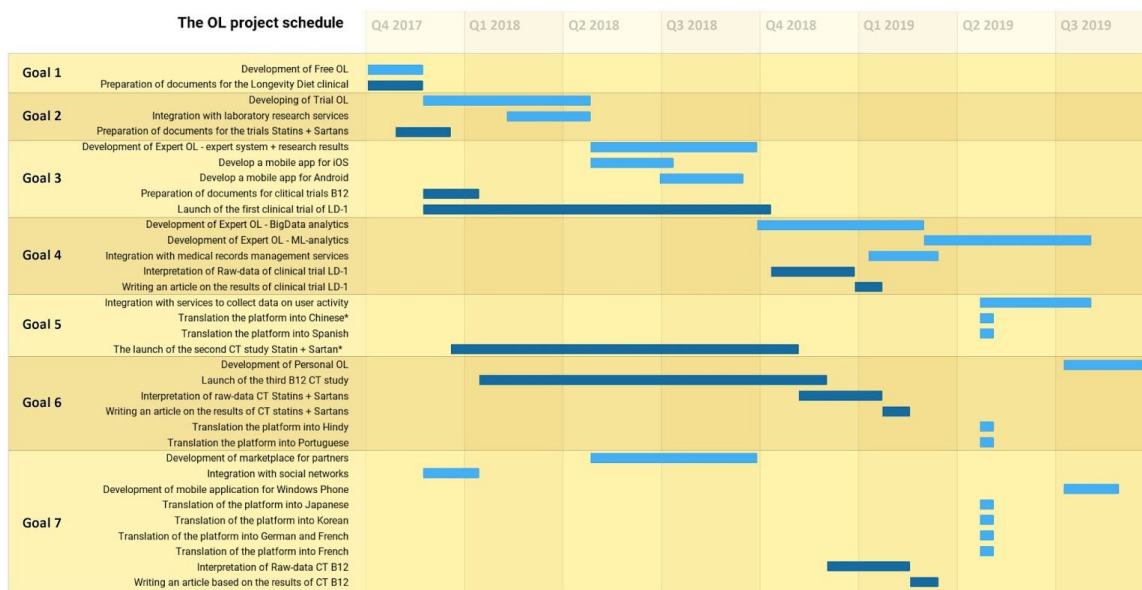 The OL project schedule
Q4 2017
Q1 2018
Q2 2018
Q3 2018
Q4 2018
Q1 2019
Q2 2019
Q3 2019
Goal 1
Development of Free OL
Preparation of documents for the Longevity Diet clinical
Goal 2
Developing of Trial OL
Integration with laboratory research services
Preparation of documents for the trials Statins + Sartans
Goal 3
Development of Expert OL - expert system + research results
Develop a mobile app for iOS
Develop a mobile app for Android
Preparation of documents for clitical trials B12
Launch of the first clinical trial of LD-1
Goal 4
Development of Expert OL - BigData analytics
Development of Expert OL - ML-analytics
Integration with medical records management services
Interpretation of Raw-data of clinical trial LD-1
Writing an article on the results of clinical trial LD-1
Goal 5
Integration with services to collect data on user activity
Translation the platform into Chinese*
Translation the platform into Spanish
The launch of the second CT study Statin + Sartan*
Goal 6
Development of Personal OL
Launch of the third B12 CT study
Interpretation of raw-data CT Statins + Sartans
Writing an article on the results of CT statins + Sartans
Translation the platform into Hindy
Translation the platform into Portuguese
Goal 7
Development of marketplace for partners
Integration with social networks
Development of mobile application for Windows Phone
Translation of the platform into Japanese
Translation of the platform into Korean
Translation of the platform into German and French
Translation of the platform into French
Interpretation of Raw-data CT B12
Writing an article based on the results of CT B12